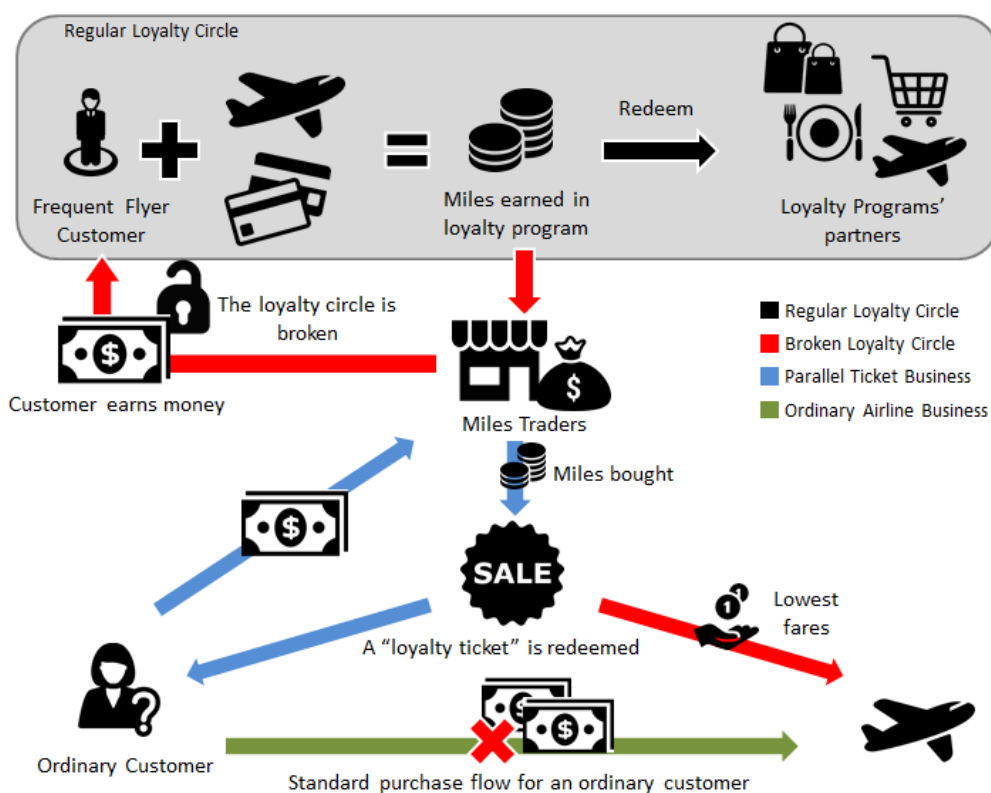 Regular Loyalty Circle
Redeem
Frequent Flyer
Customer
Miles earned in
loyalty program
Loyalty Programs’
partners
The loyalty circle is
broken
$
Customer earns money
$
Miles Traders
Regular Loyalty Circle
Broken Loyalty Circle
Parallel Ticket Business
Ordinary Airline Business
Miles bought
$
SALE
1
Lowest
fares
A “loyalty ticket” is redeemed
?
Ordinary Customer
$
$
Standard purchase flow for an ordinary customer